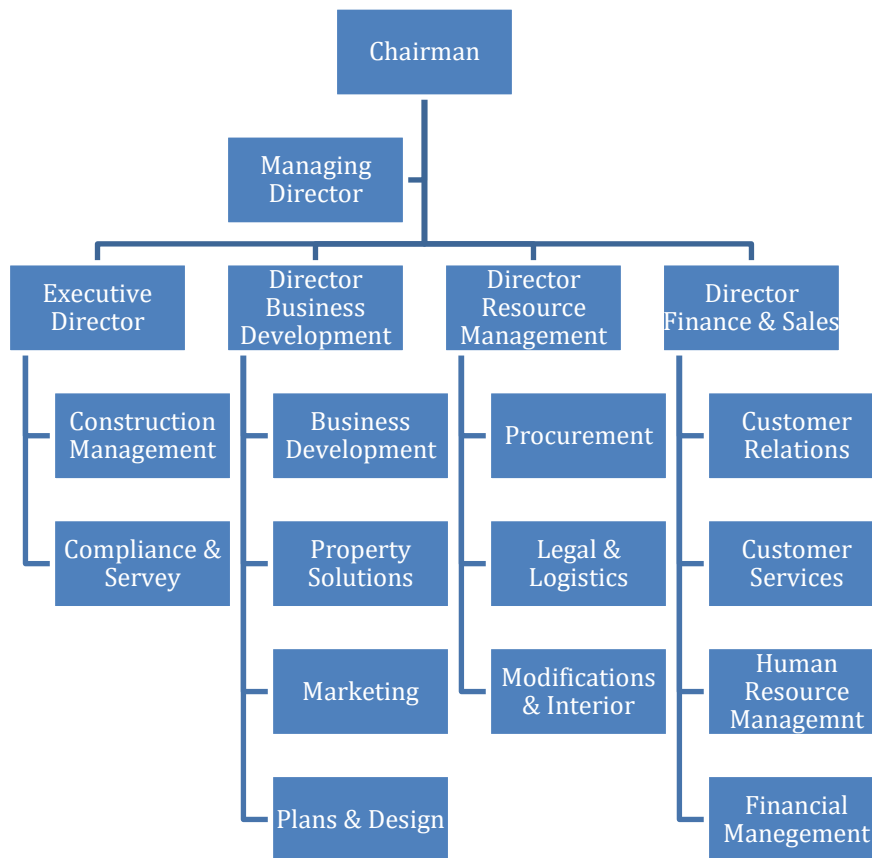 Chairman
Managing
Director
Executive
Director
Director
Business
Development
Director
Resource
Management
Director
Finance & Sales
Construction
Management
Compliance &
Servey
Business
Development
Property
Solutions
Marketing
Plans & Design
Procurement
Legal &
Logistics
Modifications
& Interior
Customer
Relations
Customer
Services
Human
Resource
Managemnt
Financial
Manegement